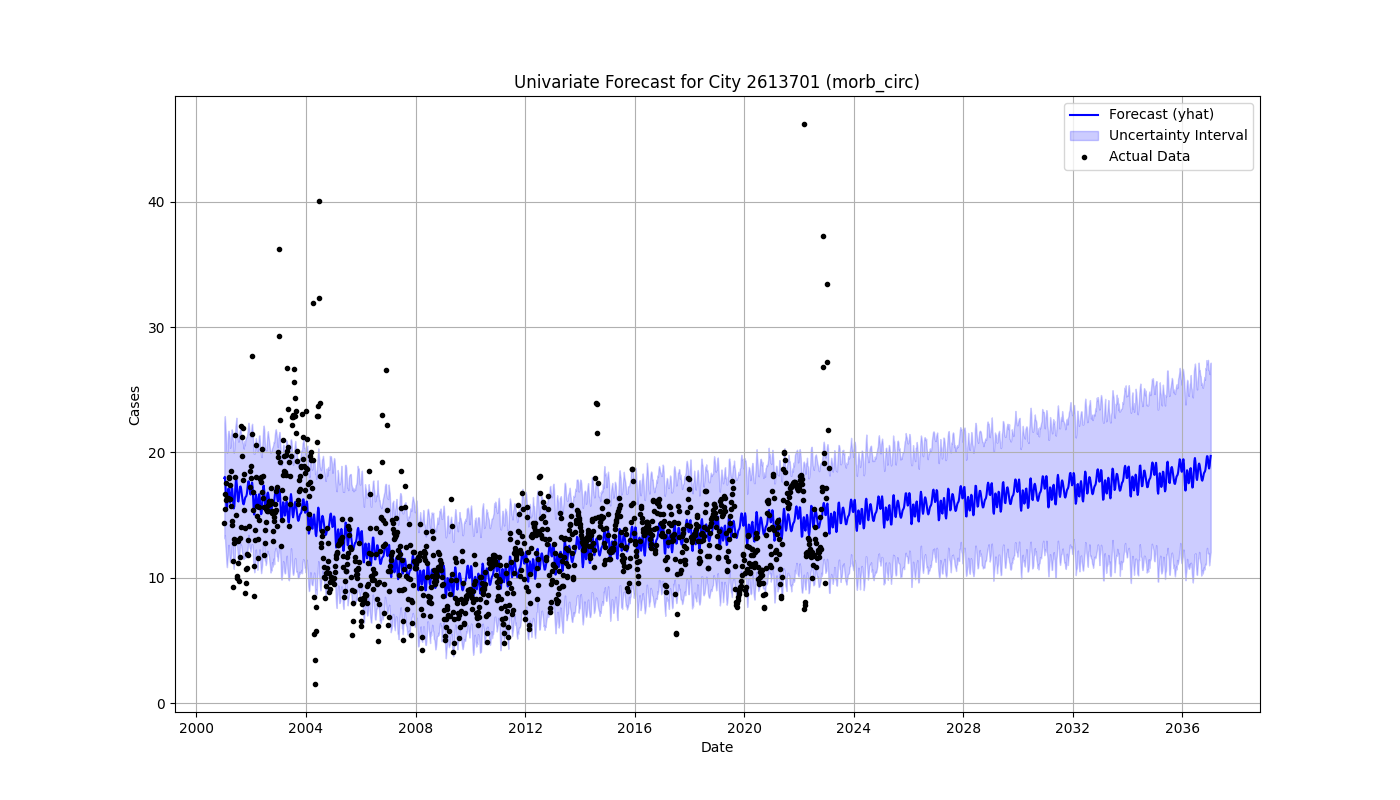 Univariate Forecast for City 2613701 (morb_circ)
Forecast (yhat)
Uncertainty Interval
Actual Data
Cases
40
30
20
10
0
2000 2004 2008 2012 2016 2020 2024 2028 2032 2036
Date